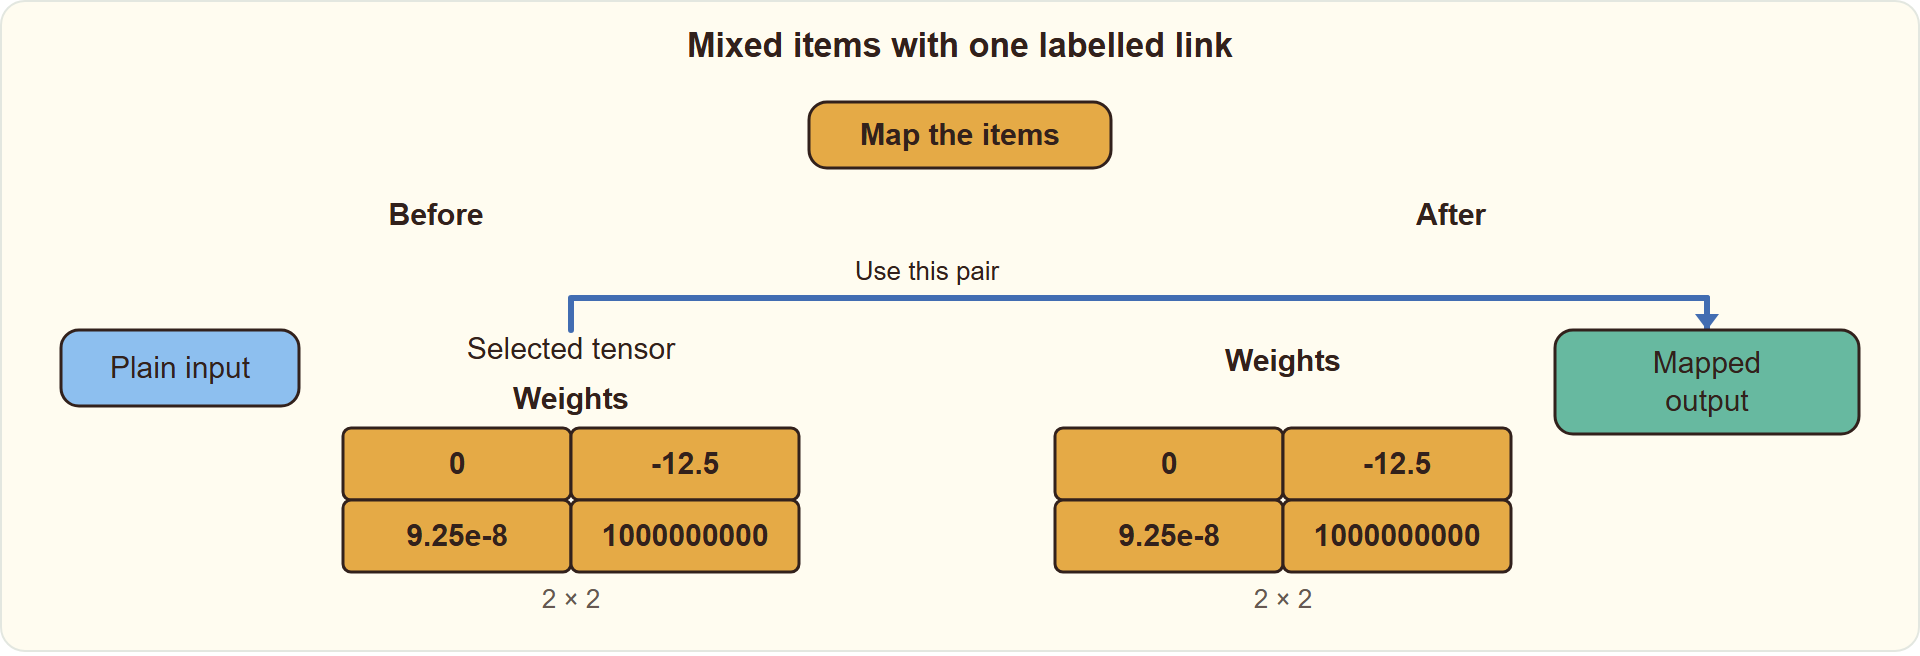 Mixed items with one labelled link
Map the items
Before
After
Use this pair
Plain input
Selected tensor
Weights
0
-12.5
9.25e-8
1000000000
2 × 2
Weights
0
-12.5
9.25e-8
1000000000
2 × 2
Mapped
output